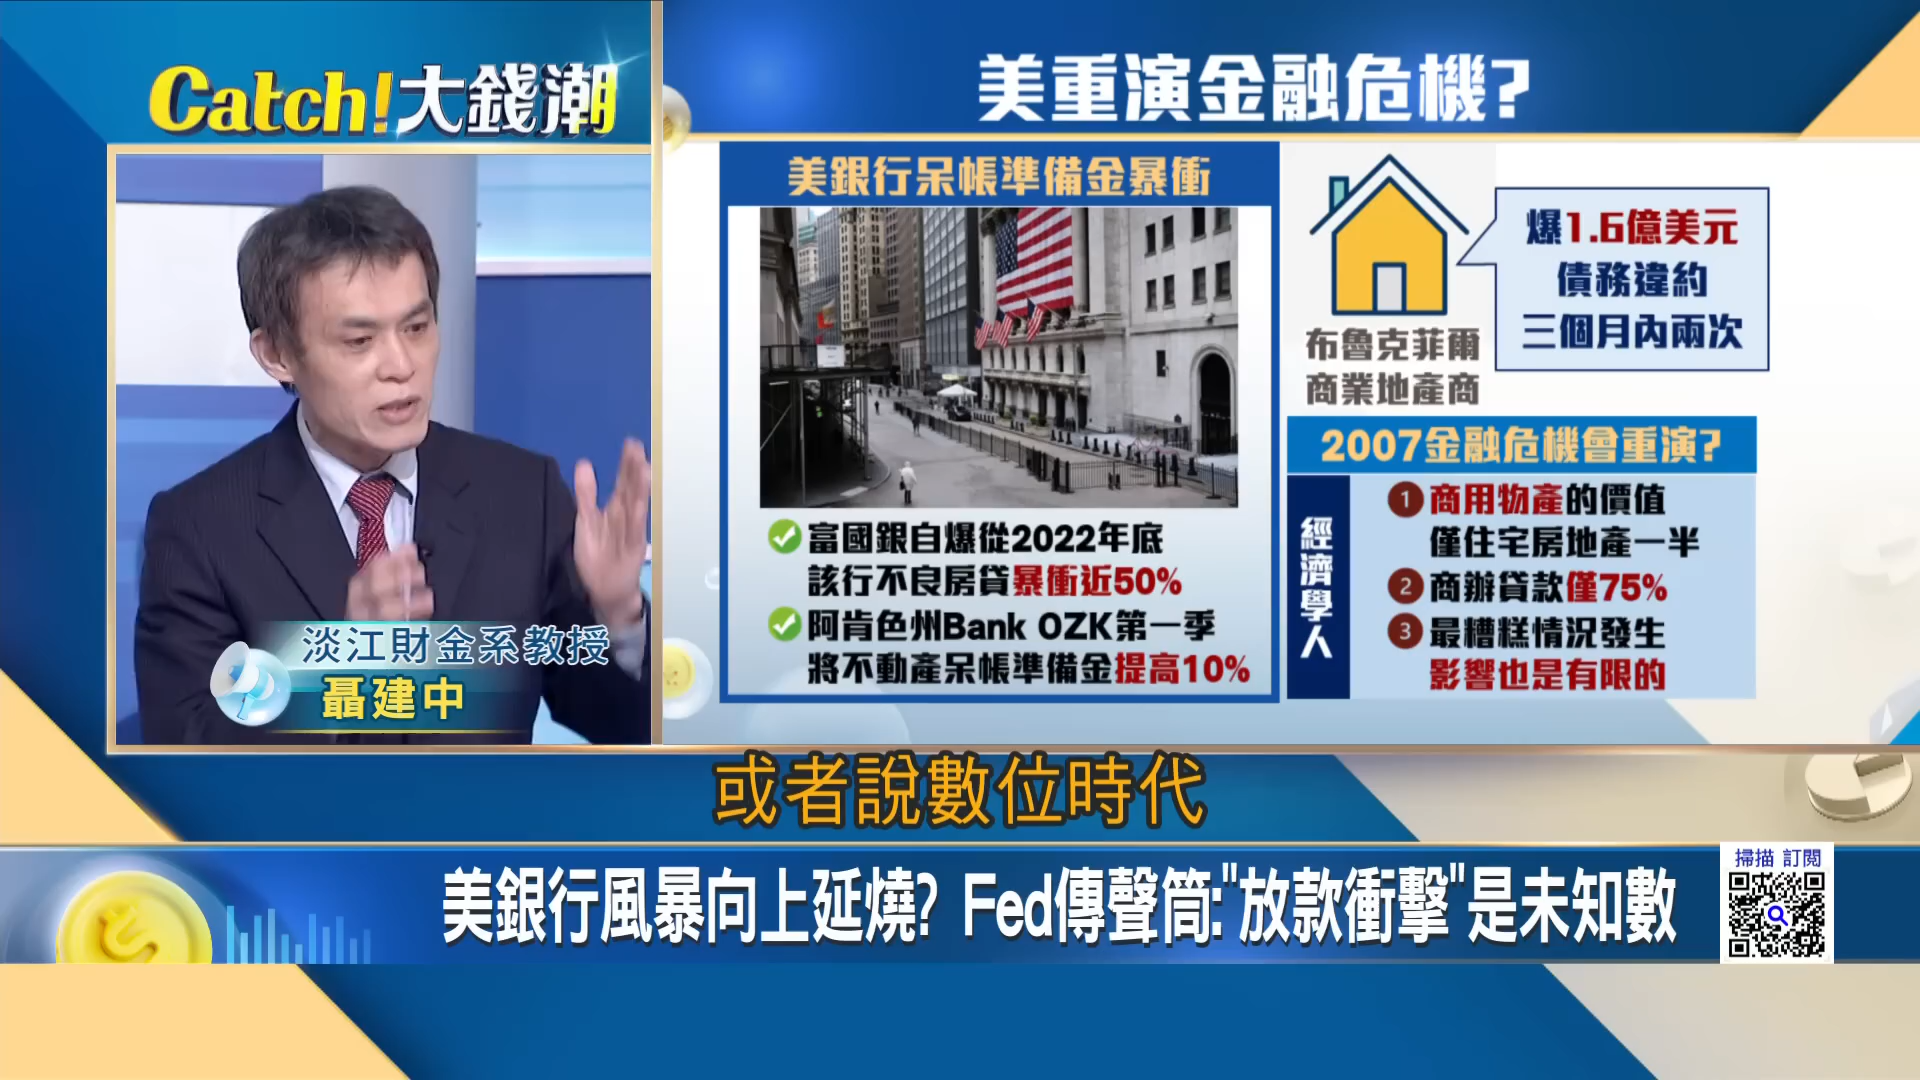 Catch!大錢潮
美重演金融危機?
美銀行呆帳準備金暴衝
富國銀自爆從2022年底
該行不良房貸暴衝近50%
阿肯色州Bank OZK第一季
將不動產呆帳準備金提高10%
爆1.6億美元
債務違約
三個月內兩次
布魯克菲爾
商業地產商
2007金融危機會重演?
經濟學人
1 商用物產的價值
僅住宅房地產一半
2 商辦貸款僅75%
3 最糟糕情況發生
影響也是有限的
淡江財金系教授
聶建中
或者說數位時代
美銀行風暴向上延燒? Fed傳聲筒:"放款衝擊"是未知數
掃描 訂閱